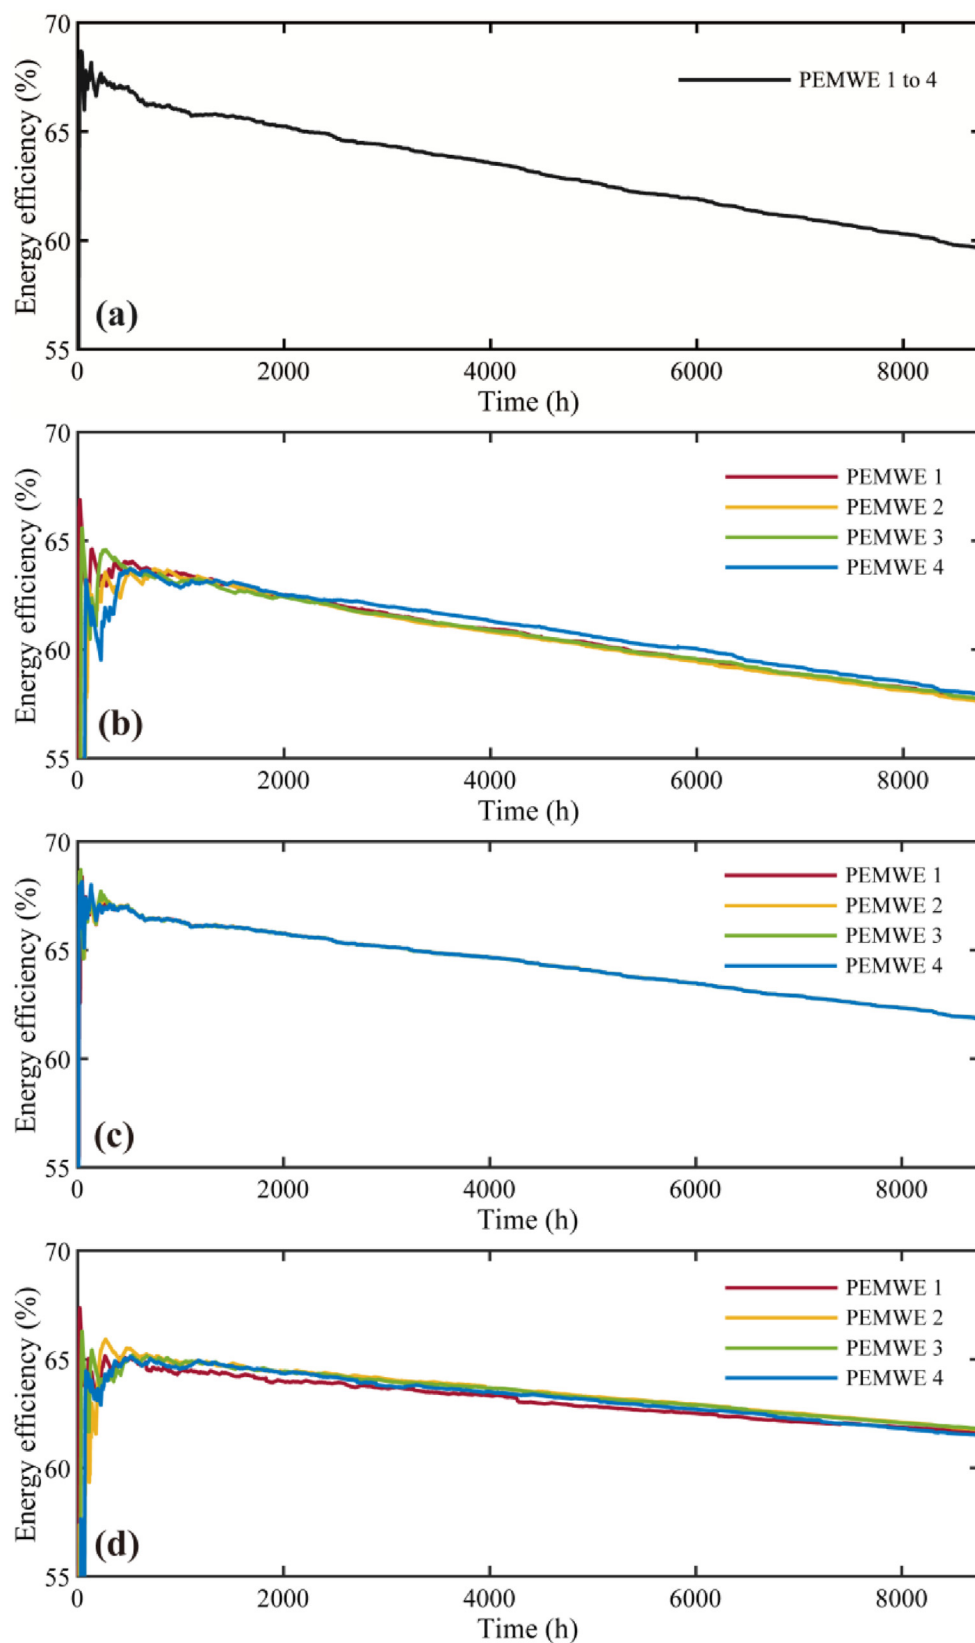 70
65
60
55
Energy efficiency (%)
PEMWE 1 to 4
(a)
0 2000 4000 6000 8000
Time (h)
70
65
60
55
Energy efficiency (%)
PEMWE 1
PEMWE 2
PEMWE 3
PEMWE 4
(b)
0 2000 4000 6000 8000
Time (h)
70
65
60
55
Energy efficiency (%)
PEMWE 1
PEMWE 2
PEMWE 3
PEMWE 4
(c)
0 2000 4000 6000 8000
Time (h)
70
65
60
55
Energy efficiency (%)
PEMWE 1
PEMWE 2
PEMWE 3
PEMWE 4
(d)
0 2000 4000 6000 8000
Time (h)